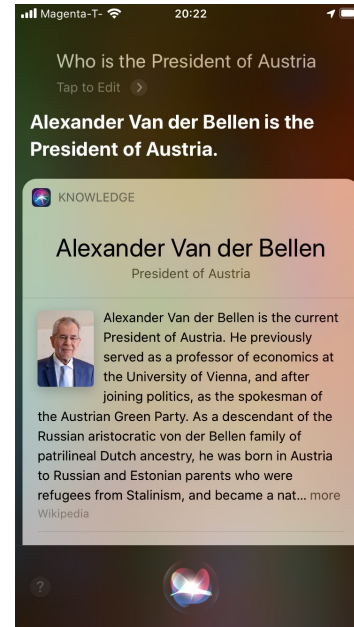 Magenta-T- 20:22
Who is the President of Austria
Tap to Edit
Alexander Van der Bellen is the
President of Austria.
KNOWLEDGE
Alexander Van der Bellen
President of Austria
Alexander Van der Bellen is the current
President of Austria. He previously
served as a professor of economics at
the University of Vienna, and after
joining politics, as the spokesman of
the Austrian Green Party. As a descendant of the
Russian aristocratic von der Bellen family of
patrilineal Dutch ancestry, he was born in Austria
to Russian and Estonian parents who were
refugees from Stalinism, and became a nat... more
Wikipedia
?